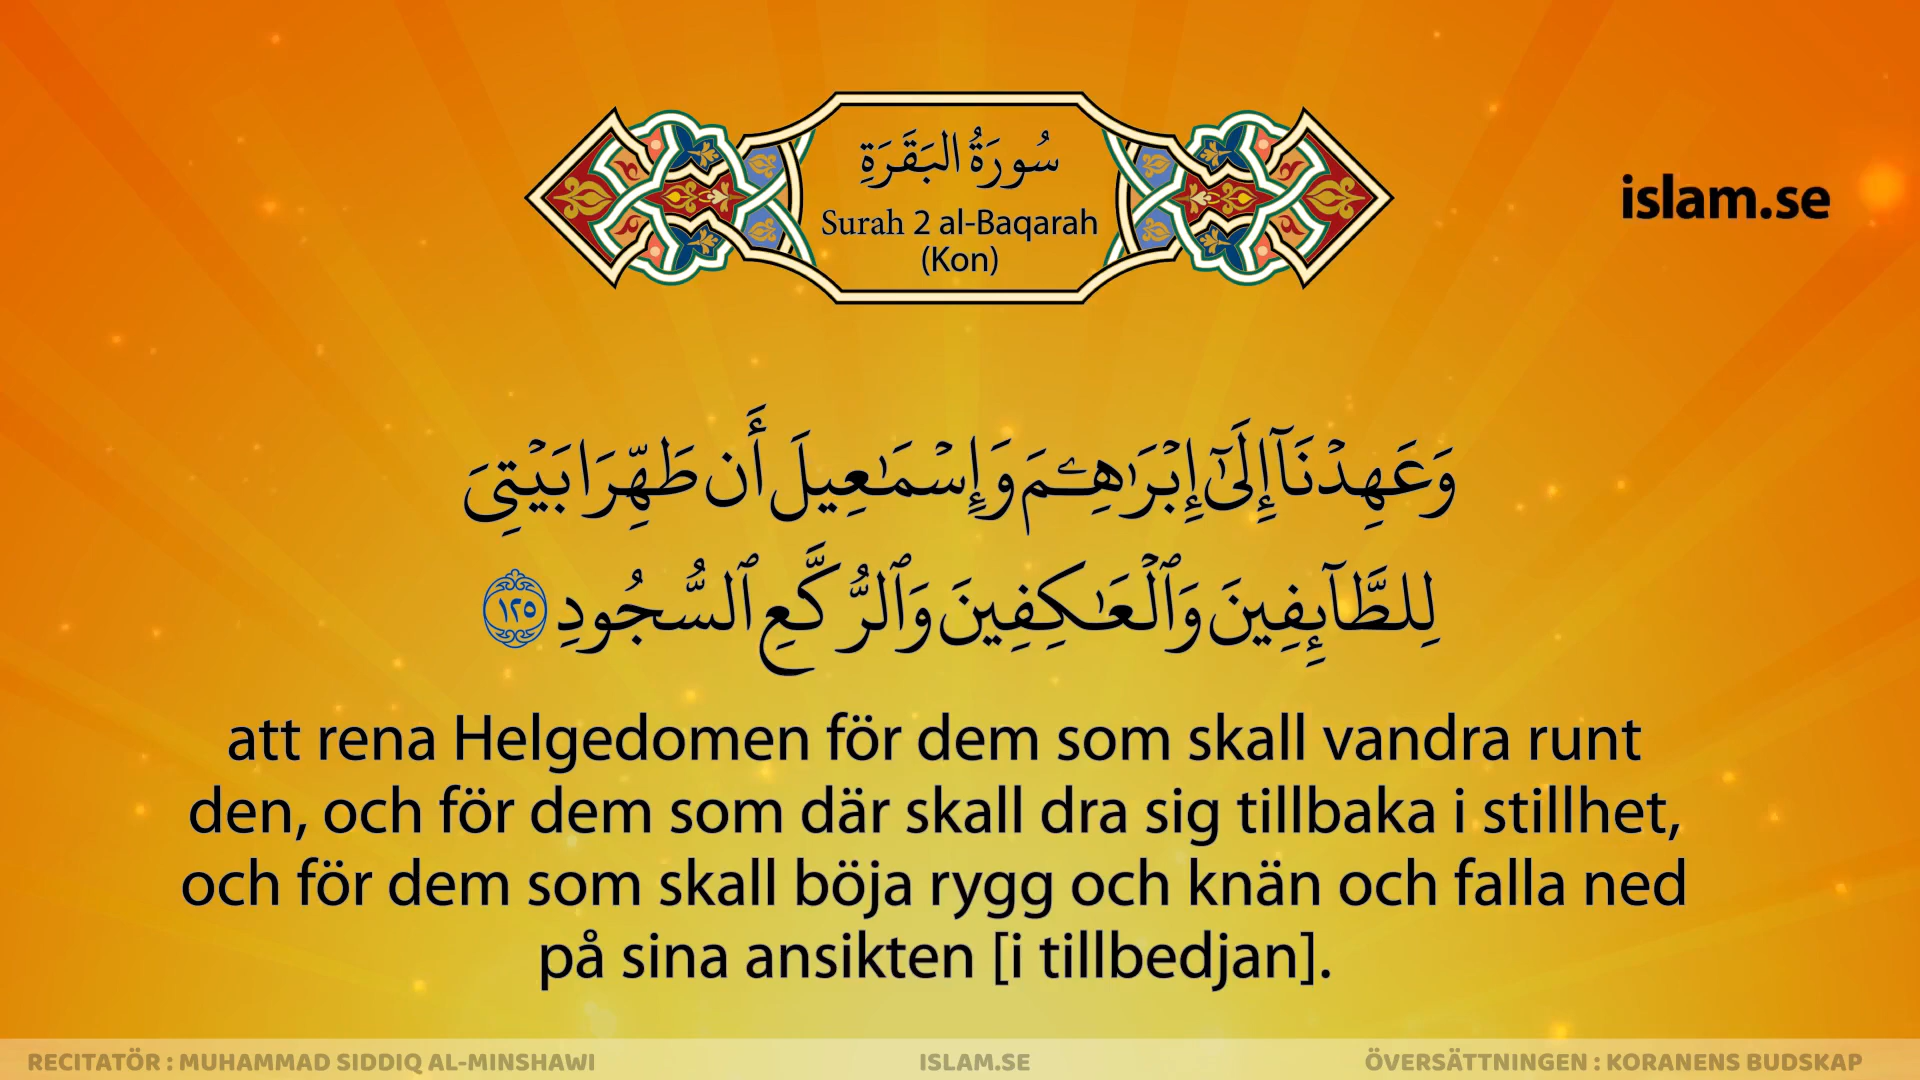 سُورَةُ البَقَرَةِ
Surah 2 al-Baqarah
(Kon)
islam.se
وَعَهِدْنَآ إِلَىٰٓ إِبْرَٰهِـۧمَ وَإِسْمَـٰعِيلَ أَن طَهِّرَا بَيْتِىَ
لِلطَّآئِفِينَ وَٱلْعَـٰكِفِينَ وَٱلرُّكَّعِ ٱلسُّجُودِ ١٢٥
att rena Helgedomen för dem som skall vandra runt
den, och för dem som där skall dra sig tillbaka i stillhet,
och för dem som skall böja rygg och knän och falla ned
på sina ansikten [i tillbedjan].
RECITATÖR : MUHAMMAD SIDDIQ AL-MINSHAWI
ISLAM.SE
ÖVERSÄTTNINGEN : KORANENS BUDSKAP